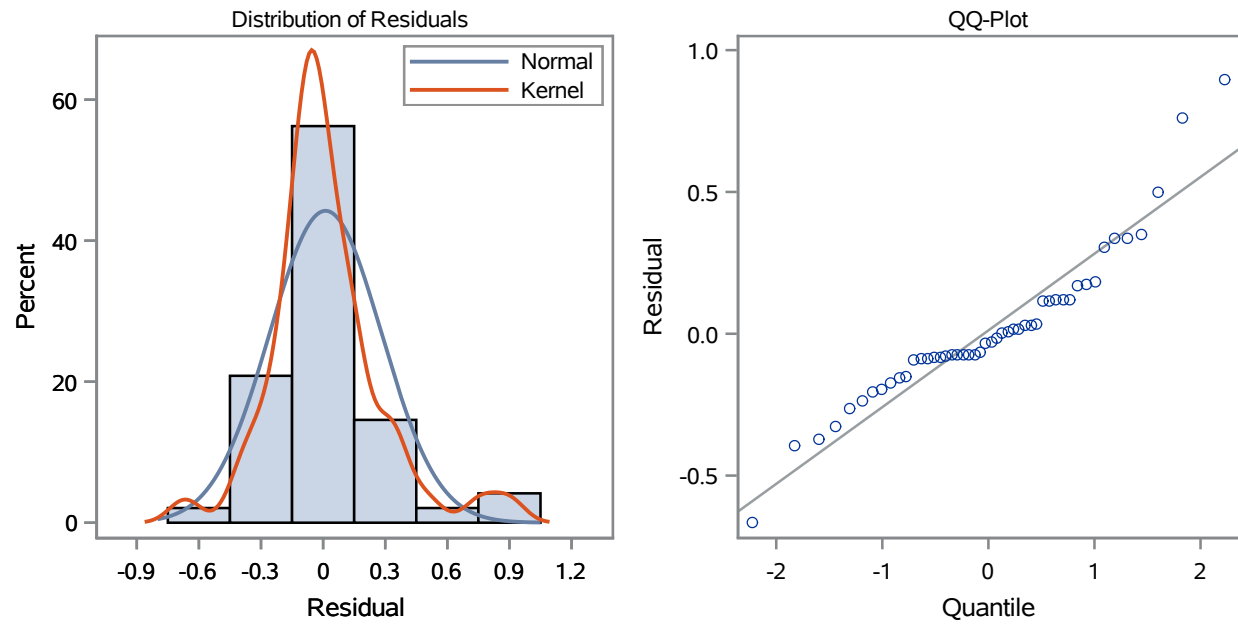 Distribution of Residuals
Normal
Kernel
Percent
60
40
20
0
-0.9 -0.6 -0.3 0 0.3 0.6 0.9 1.2
Residual
QQ-Plot
Residual
1.0
0.5
0.0
-0.5
-2 -1 0 1 2
Quantile